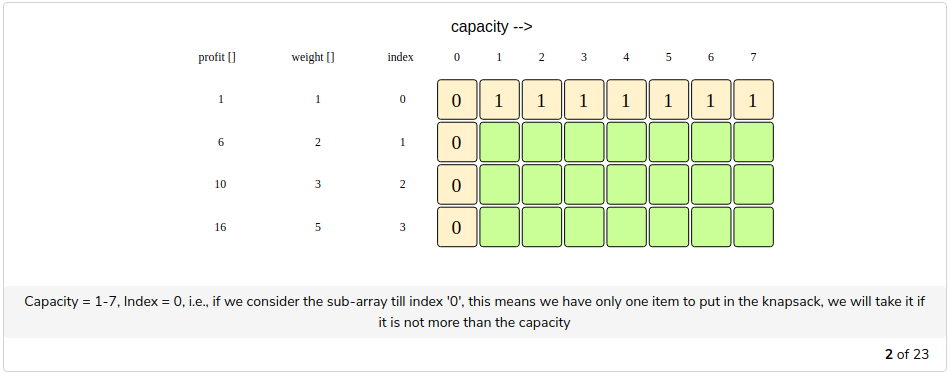 capacity -->
profit [] weight [] index 0 1 2 3 4 5 6 7
1 1 0 0 1 1 1 1 1 1 1
6 2 1 0
10 3 2 0
16 5 3 0
Capacity = 1-7, Index = 0, i.e., if we consider the sub-array till index '0', this means we have only one item to put in the knapsack, we will take it if
it is not more than the capacity
2 of 23